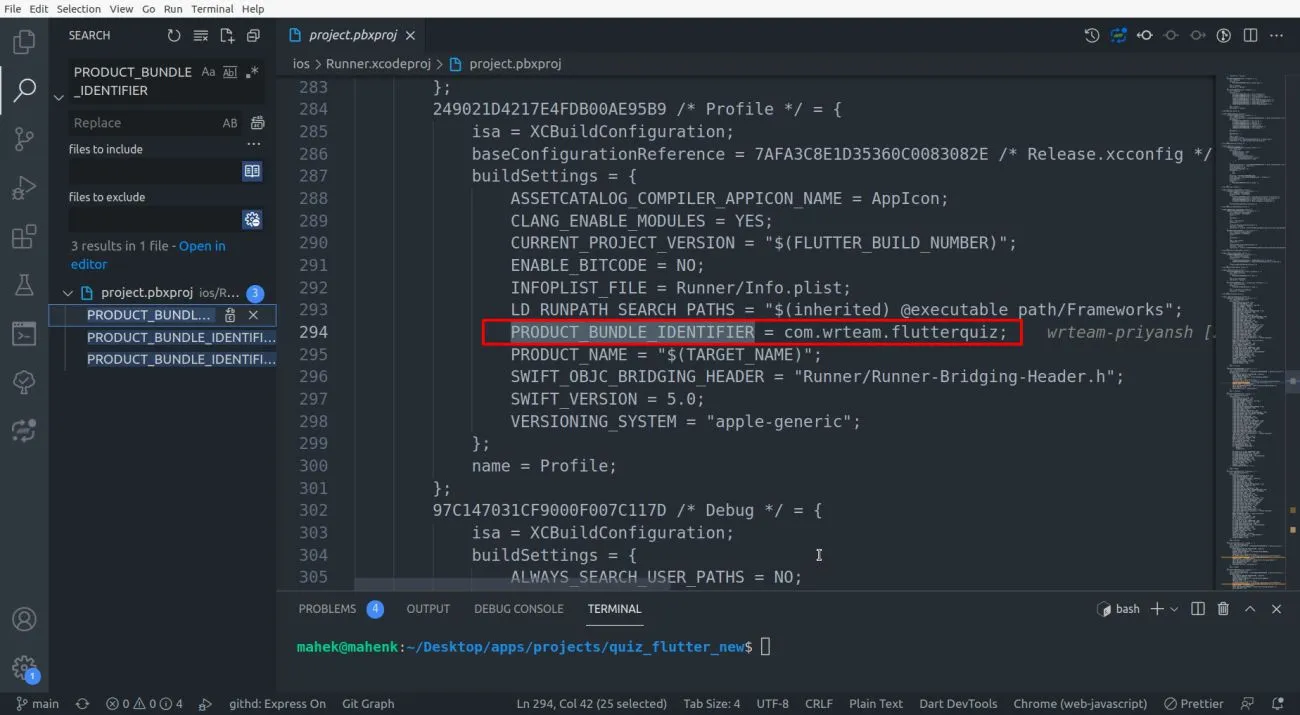 File Edit Selection View Go Run Terminal Help
SEARCH
PRODUCT_BUNDLE
_IDENTIFIER
Aa ab .*
Replace
AB
files to include
files to exclude
3 results in 1 file - Open in
editor
project.pbxproj ios/R... 3
PRODUCT_BUNDL...
PRODUCT_BUNDLE_IDENTIFI...
PRODUCT_BUNDLE_IDENTIFI...
1
project.pbxproj
ios > Runner.xcodeproj > project.pbxproj
283 };
284 249021D4217E4FDB00AE95B9 /* Profile */ = {
285 isa = XCBuildConfiguration;
286 baseConfigurationReference = 7AFA3C8E1D35360C0083082E /* Release.xcconfig */
287 buildSettings = {
288 ASSETCATALOG_COMPILER_APPICON_NAME = AppIcon;
289 CLANG_ENABLE_MODULES = YES;
290 CURRENT_PROJECT_VERSION = "$(FLUTTER_BUILD_NUMBER)";
291 ENABLE_BITCODE = NO;
292 INFOPLIST_FILE = Runner/Info.plist;
293 LD_RUNPATH_SEARCH_PATHS = "$(inherited) @executable_path/Frameworks";
294 PRODUCT_BUNDLE_IDENTIFIER = com.wrteam.flutterquiz; wrteam-priyansh [
295 PRODUCT_NAME = "$(TARGET_NAME)";
296 SWIFT_OBJC_BRIDGING_HEADER = "Runner/Runner-Bridging-Header.h";
297 SWIFT_VERSION = 5.0;
298 VERSIONING_SYSTEM = "apple-generic";
299 };
300 name = Profile;
301 };
302 97C147031CF9000F007C117D /* Debug */ = {
303 isa = XCBuildConfiguration;
304 buildSettings = {
305 ALWAYS_SEARCH_USER_PATHS = NO;
PROBLEMS 4 OUTPUT DEBUG CONSOLE TERMINAL
bash
mahek@mahenk:~/Desktop/apps/projects/quiz_flutter_new$
main 0 0 4 githd: Express On Git Graph Ln 294, Col 42 (25 selected) Tab Size: 4 UTF-8 CRLF Plain Text Dart DevTools Chrome (web-javascript) Prettier